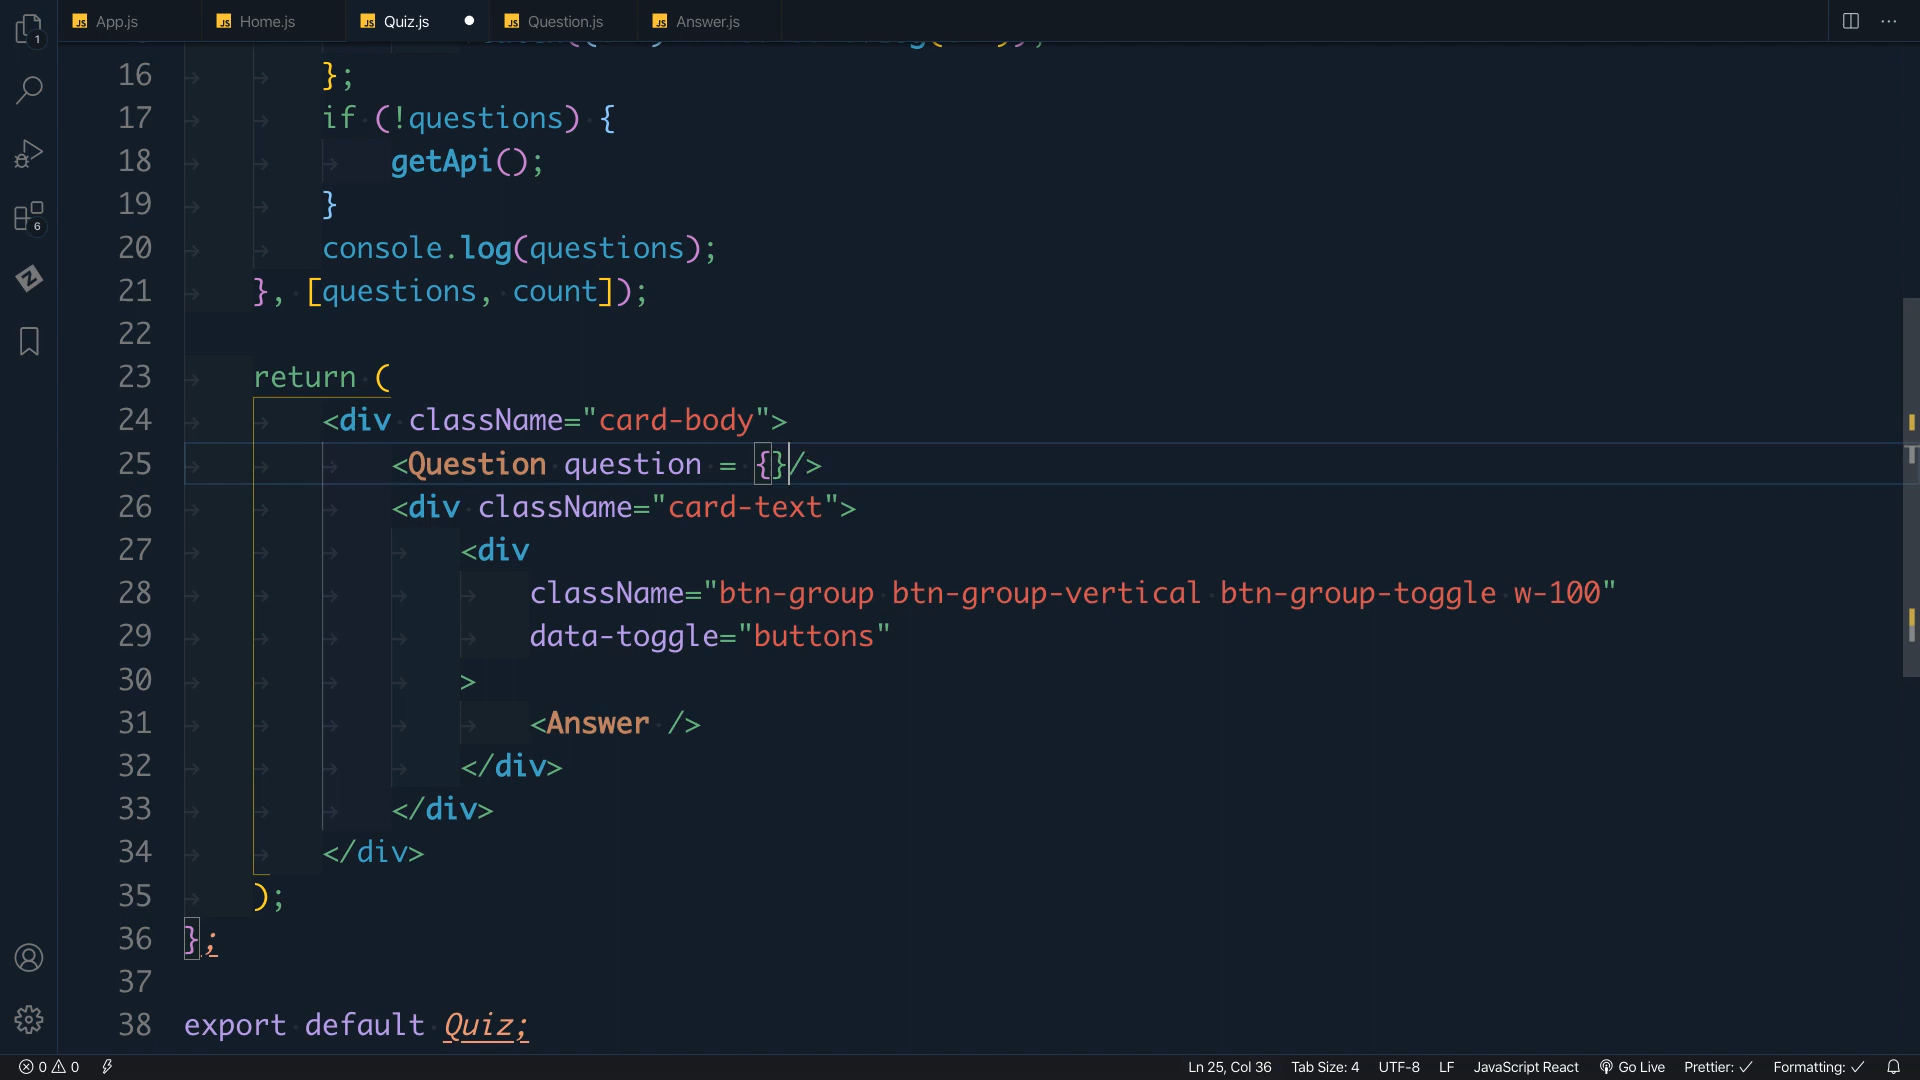 App.js Home.js Quiz.js Question.js Answer.js
1
16 };
17 if (!questions) {
18 getApi();
19 }
20 console.log(questions);
21 }, [questions, count]);
22
23 return (
24 <div className="card-body">
25 <Question question = {}/>
26 <div className="card-text">
27 <div
28 className="btn-group btn-group-vertical btn-group-toggle w-100"
29 data-toggle="buttons"
30 >
31 <Answer />
32 </div>
33 </div>
34 </div>
35 );
36 };
37
38 export default Quiz;
6
0 0 Ln 25, Col 36 Tab Size: 4 UTF-8 LF JavaScript React Go Live Prettier: ✓ Formatting: ✓